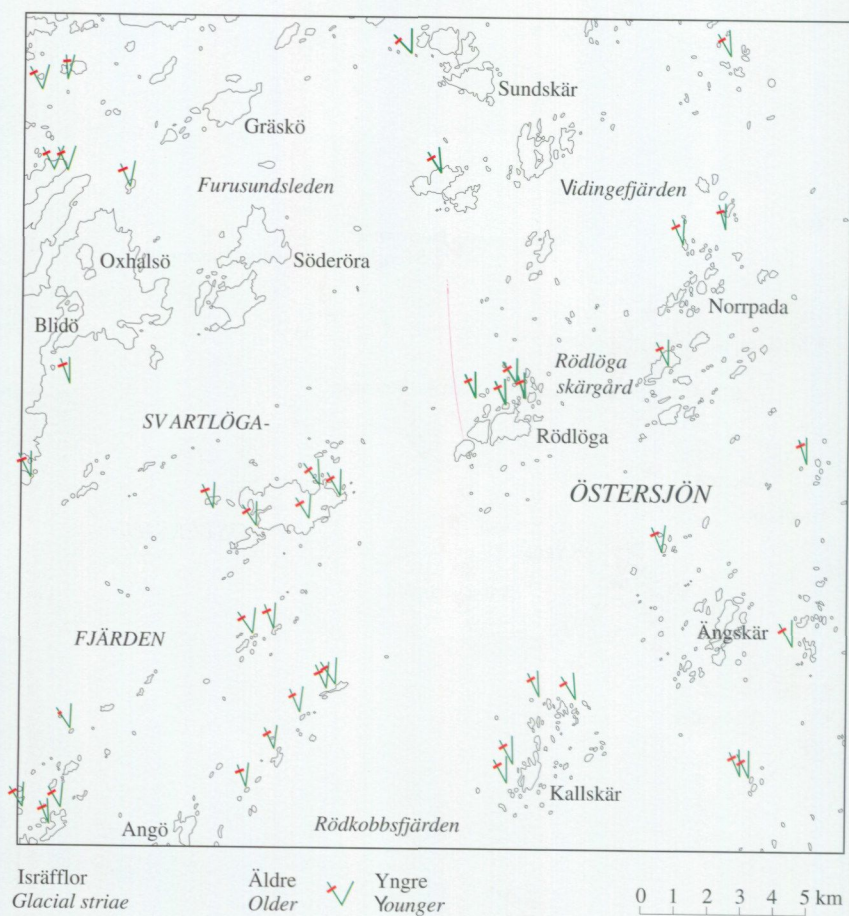 Sundskär
Gräskö
Furusundsleden
Vidingefjärden
Oxhalsö
Söderöra
Norrpada
Blidö
Rödlöga
skärgård
SVARTLÖGA-
Rödlöga
ÖSTERSJÖN
FJÄRDEN
Ängskär
Kallskär
Angö
Rödkobbsfjärden
Isräfflor
Glacial striae
Äldre
Older
Yngre
Younger
0 1 2 3 4 5 km